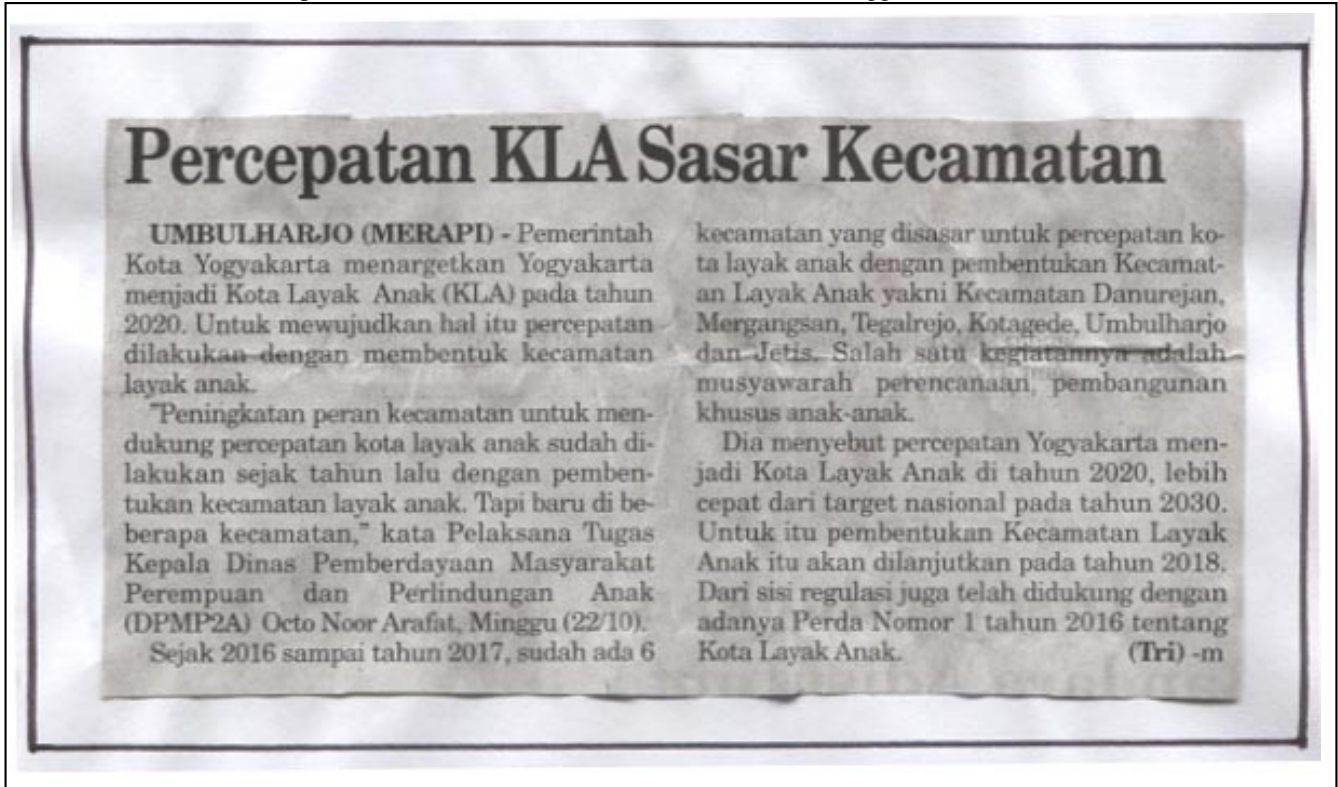 Percepatan KLA Sasar Kecamatan
UMBULHARJO (MERAPI) - Pemerintah
Kota Yogyakarta menargetkan Yogyakarta
menjadi Kota Layak Anak (KLA) pada tahun
2020. Untuk mewujudkan hal itu percepatan
dilakukan dengan membentuk kecamatan
layak anak.
"Peningkatan peran kecamatan untuk men-
dukung percepatan kota layak anak sudah di-
lakukan sejak tahun lalu dengan pemben-
tukan kecamatan layak anak. Tapi baru di be-
berapa kecamatan," kata Pelaksana Tugas
Kepala Dinas Pemberdayaan Masyarakat
Perempuan dan Perlindungan Anak
(DPMP2A) Octo Noor Arafat, Minggu (22/10).
Sejak 2016 sampai tahun 2017, sudah ada 6
kecamatan yang disasar untuk percepatan ko-
ta layak anak dengan pembentukan Kecamat-
an Layak Anak yakni Kecamatan Danurejan,
Mergangsan, Tegalrejo, Kotagede, Umbulharjo
dan Jetis. Salah satu kegiatannya adalah
musyawarah perencanaan pembangunan
khusus anak-anak.
Dia menyebut percepatan Yogyakarta men-
jadi Kota Layak Anak di tahun 2020, lebih
cepat dari target nasional pada tahun 2030.
Untuk itu pembentukan Kecamatan Layak
Anak itu akan dilanjutkan pada tahun 2018.
Dari sisi regulasi juga telah didukung dengan
adanya Perda Nomor 1 tahun 2016 tentang
Kota Layak Anak. (Tri) -m